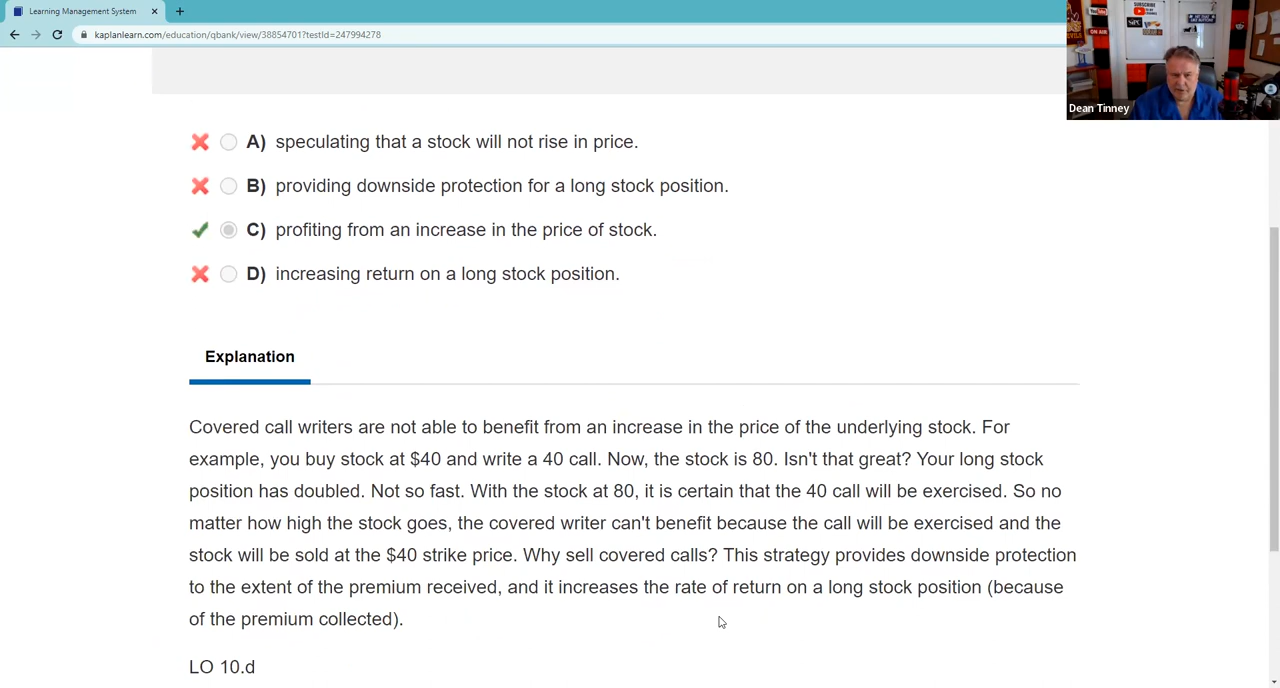 Learning Management System
kaplanlearn.com/education/qbank/view/38854701?testId=247994278
SUBSCRIBE
ON AIR
Dean Tinney
A) speculating that a stock will not rise in price.
B) providing downside protection for a long stock position.
C) profiting from an increase in the price of stock.
D) increasing return on a long stock position.
Explanation
Covered call writers are not able to benefit from an increase in the price of the underlying stock. For
example, you buy stock at $40 and write a 40 call. Now, the stock is 80. Isn't that great? Your long stock
position has doubled. Not so fast. With the stock at 80, it is certain that the 40 call will be exercised. So no
matter how high the stock goes, the covered writer can't benefit because the call will be exercised and the
stock will be sold at the $40 strike price. Why sell covered calls? This strategy provides downside protection
to the extent of the premium received, and it increases the rate of return on a long stock position (because
of the premium collected).
LO 10.d